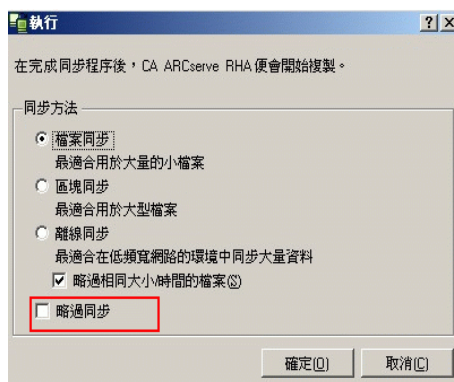 執行
在完成同步程序後，CA ARCserve RHA便會開始複製。
同步方法
檔案同步
最適合用於大量的小檔案
區塊同步
最適合用於大型檔案
離線同步
最適合在低頻寬網路的環境中同步大量資料
略過相同大小/時間的檔案(S)
略過同步
確定(O) 取消(C)